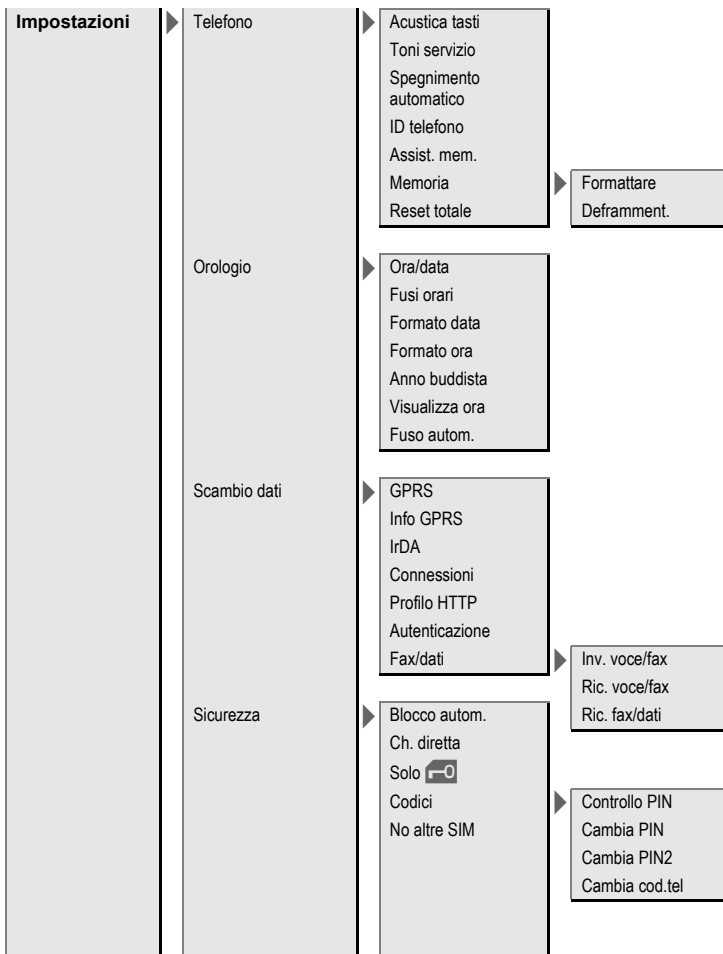 Impostazioni
Telefono
Acustica tasti
Toni servizio
Spegnimento
automatico
ID telefono
Assist. mem.
Memoria
Reset totale
Formattare
Deframment.
Orologio
Ora/data
Fusi orari
Formato data
Formato ora
Anno buddista
Visualizza ora
Fuso autom.
Scambio dati
GPRS
Info GPRS
IrDA
Connessioni
Profilo HTTP
Autenticazione
Fax/dati
Inv. voce/fax
Ric. voce/fax
Ric. fax/dati
Sicurezza
Blocco autom.
Ch. diretta
Solo
Codici
No altre SIM
Controllo PIN
Cambia PIN
Cambia PIN2
Cambia cod.tel